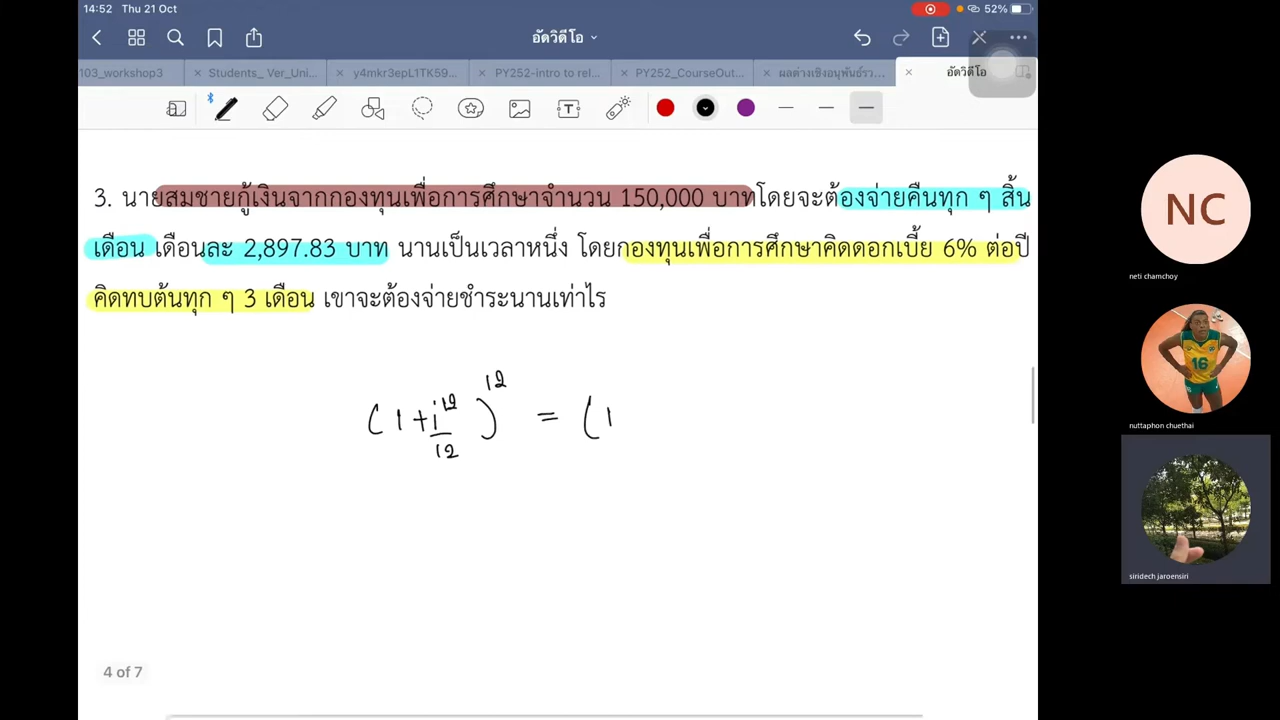 14:52 Thu 21 Oct
52%
อัดวิดีโอ
103_workshop3
Students_ Ver_Uni...
y4mkr3epL1TK59...
PY252-intro to rel...
PY252_CourseOut...
ผลต่างเชิงอนุพันธ์รว...
อัดวิดีโอ
3. นายสมชายกู้เงินจากกองทุนเพื่อการศึกษาจำนวน 150,000 บาทโดยจะต้องจ่ายคืนทุก ๆ สิ้น
เดือน เดือนละ 2,897.83 บาท นานเป็นเวลาหนึ่ง โดยกองทุนเพื่อการศึกษาคิดดอกเบี้ย 6% ต่อปี
คิดทบต้นทุก ๆ 3 เดือน เขาจะต้องจ่ายชำระนานเท่าไร
(1 + i^12/12)^12 = (1
4 of 7
NC
neti chamchoy
16
nuttaphon chuethai
siridech jaroensiri